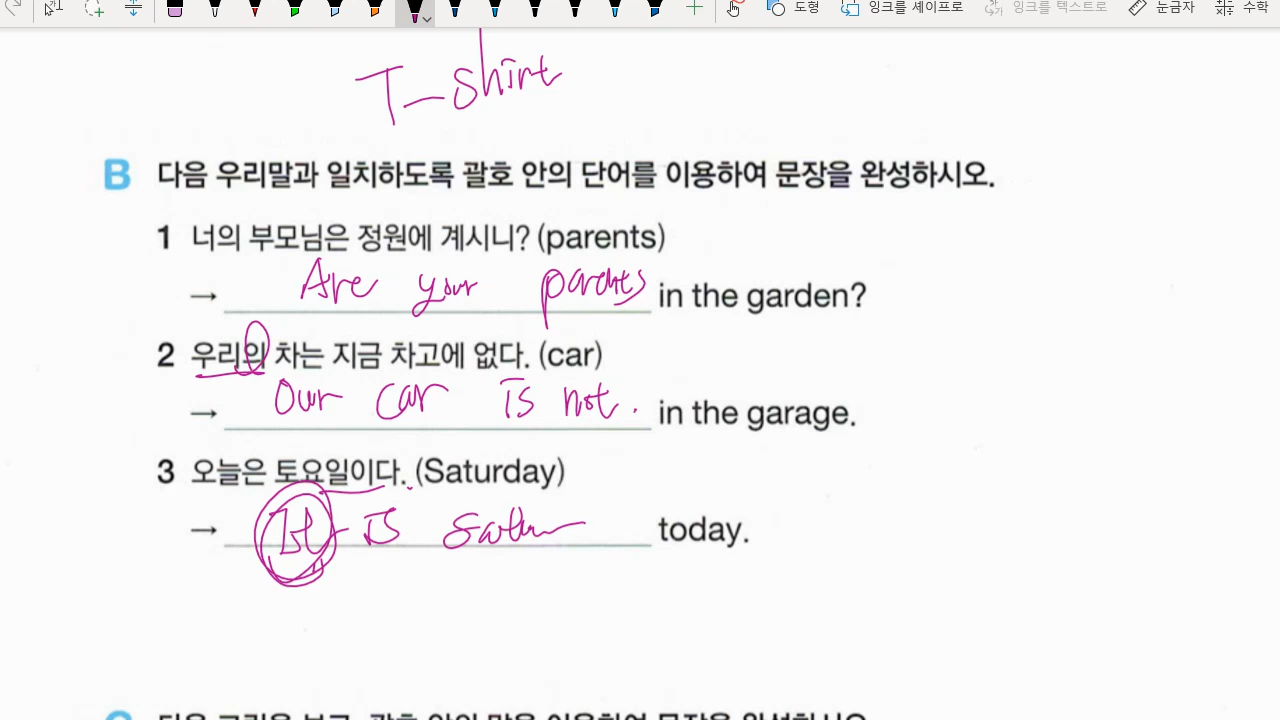 도형 잉크를 셰이프로 잉크를 텍스트로 눈금자 수학
T-shirt
B 다음 우리말과 일치하도록 괄호 안의 단어를 이용하여 문장을 완성하시오.
1 너의 부모님은 정원에 계시니? (parents)
→ Are your parents in the garden?
2 우리의 차는 지금 차고에 없다. (car)
→ Our car is not. in the garage.
3 오늘은 토요일이다. (Saturday)
→ It is today.